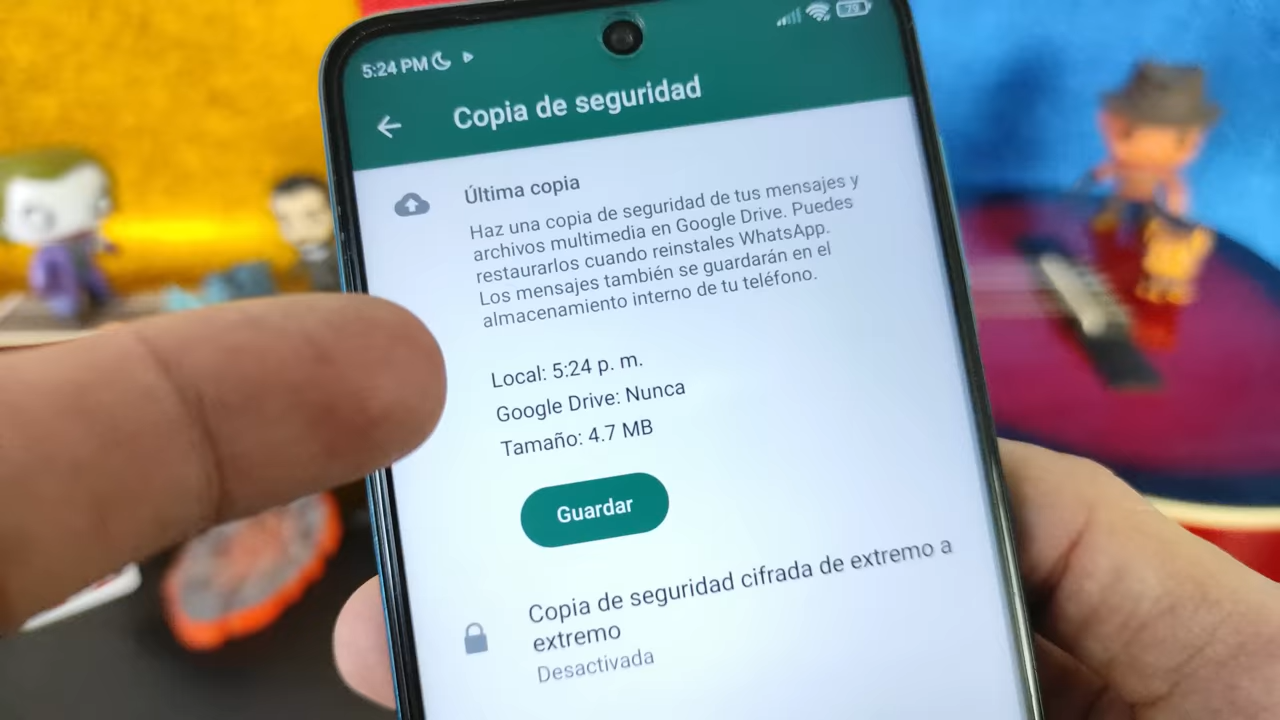 5:24 PM
79
Copia de seguridad
Última copia
Haz una copia de seguridad de tus mensajes y
archivos multimedia en Google Drive. Puedes
restaurarlos cuando reinstales WhatsApp.
Los mensajes también se guardarán en el
almacenamiento interno de tu teléfono.
Local: 5:24 p. m.
Google Drive: Nunca
Tamaño: 4.7 MB
Guardar
Copia de seguridad cifrada de extremo a
extremo
Desactivada